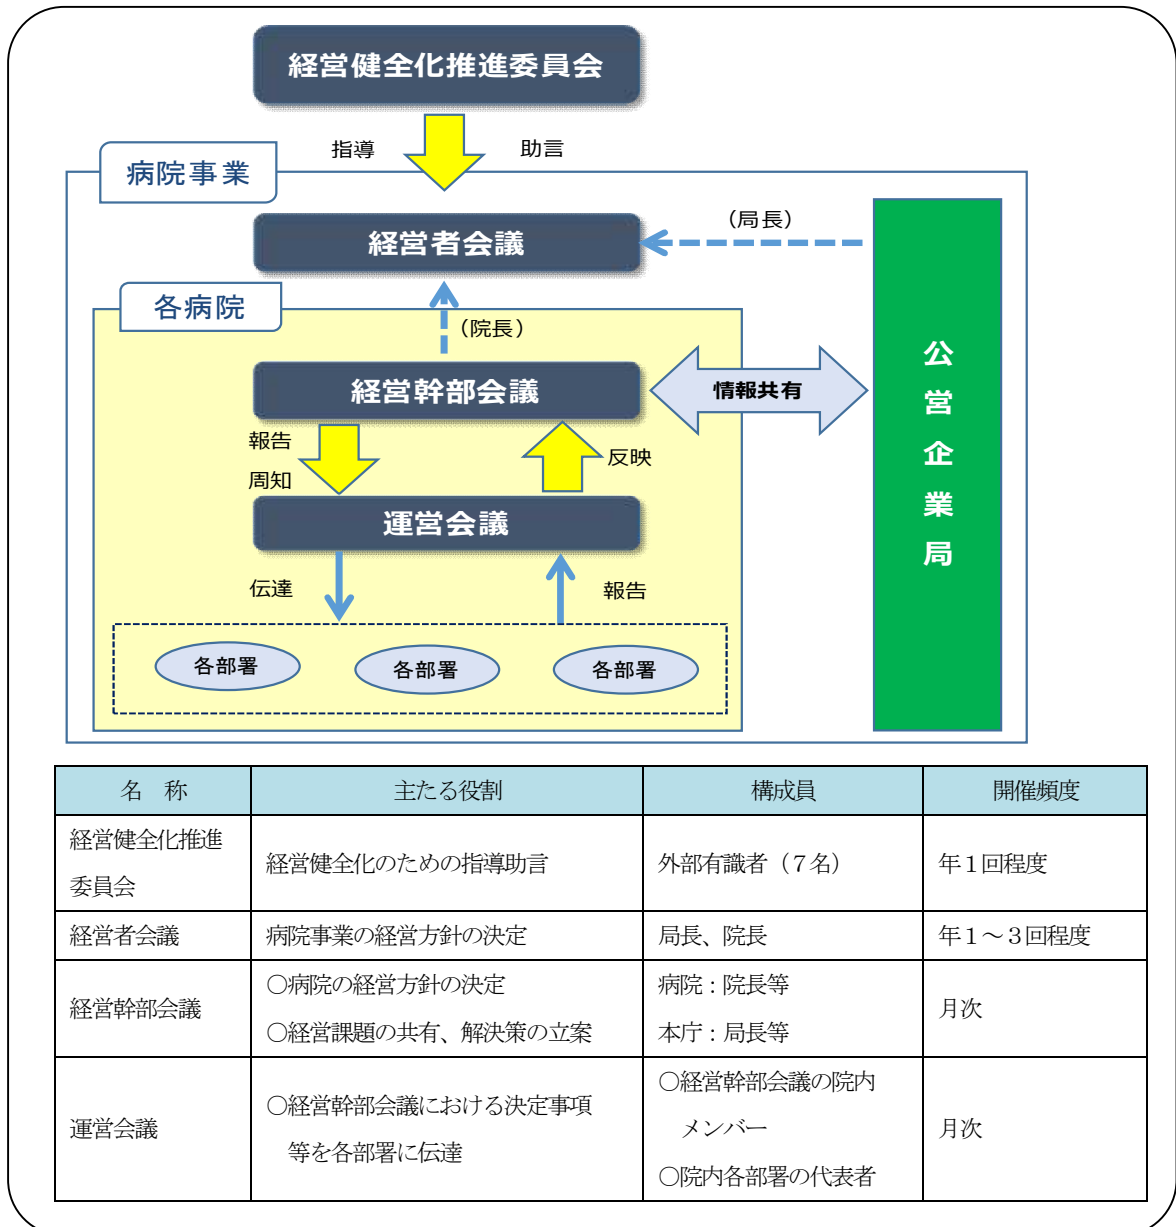 経営健全化推進委員会
指導
助言
病院事業
経営者会議
（局長）
各病院
（院長）
公営企業局
経営幹部会議
情報共有
報告
周知
反映
運営会議
伝達
報告
各部署
各部署
各部署
名　称
主たる役割
構成員
開催頻度
経営健全化推進
委員会
経営健全化のための指導助言
外部有識者（７名）
年１回程度
経営者会議
病院事業の経営方針の決定
局長、院長
年１～３回程度
経営幹部会議
○病院の経営方針の決定
○経営課題の共有、解決策の立案
病院：院長等
本庁：局長等
月次
運営会議
○経営幹部会議における決定事項
等を各部署に伝達
○経営幹部会議の院内
メンバー
○院内各部署の代表者
月次